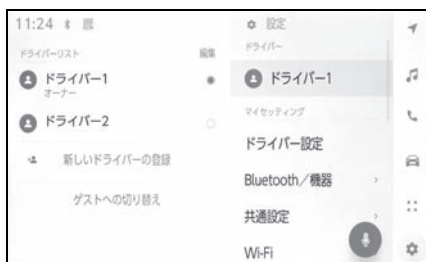 11:24
ドライバーリスト
編集
ドライバー1
オーナー
ドライバー2
新しいドライバーの登録
ゲストへの切り替え
設定
ドライバー
ドライバー1
マイセッティング
ドライバー設定
Bluetooth／機器
共通設定
Wi-Fi